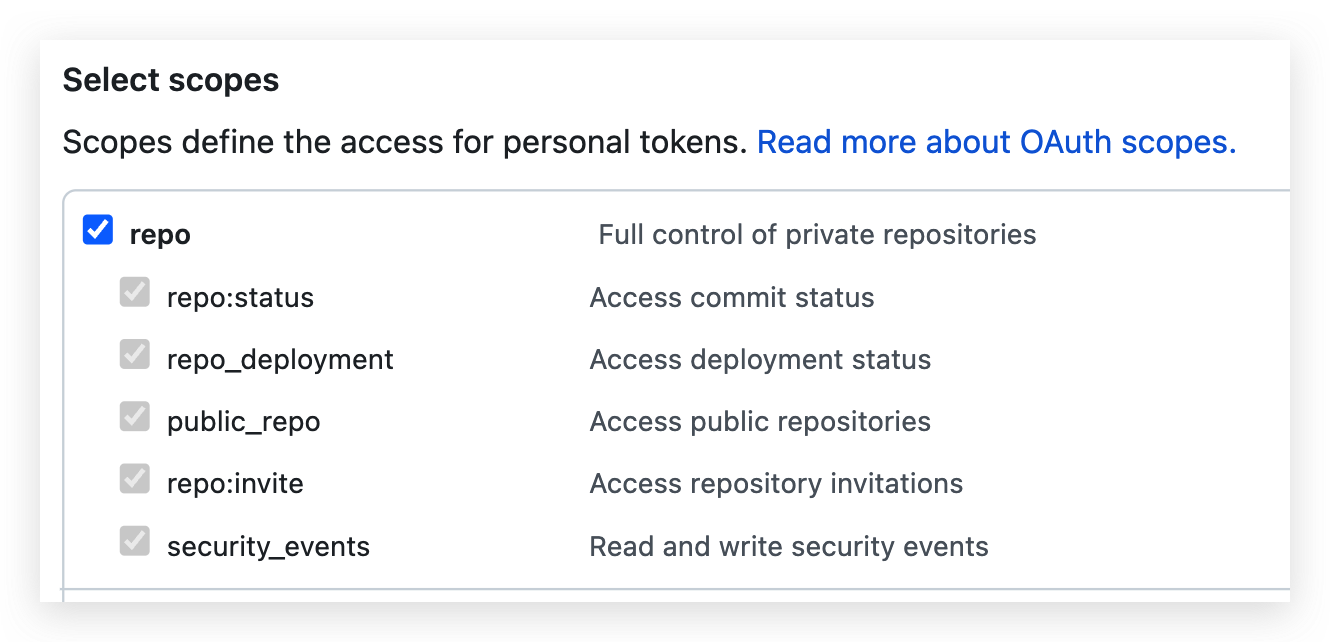 Select scopes
Scopes define the access for personal tokens. Read more about OAuth scopes.
repo Full control of private repositories
repo:status Access commit status
repo_deployment Access deployment status
public_repo Access public repositories
repo:invite Access repository invitations
security_events Read and write security events